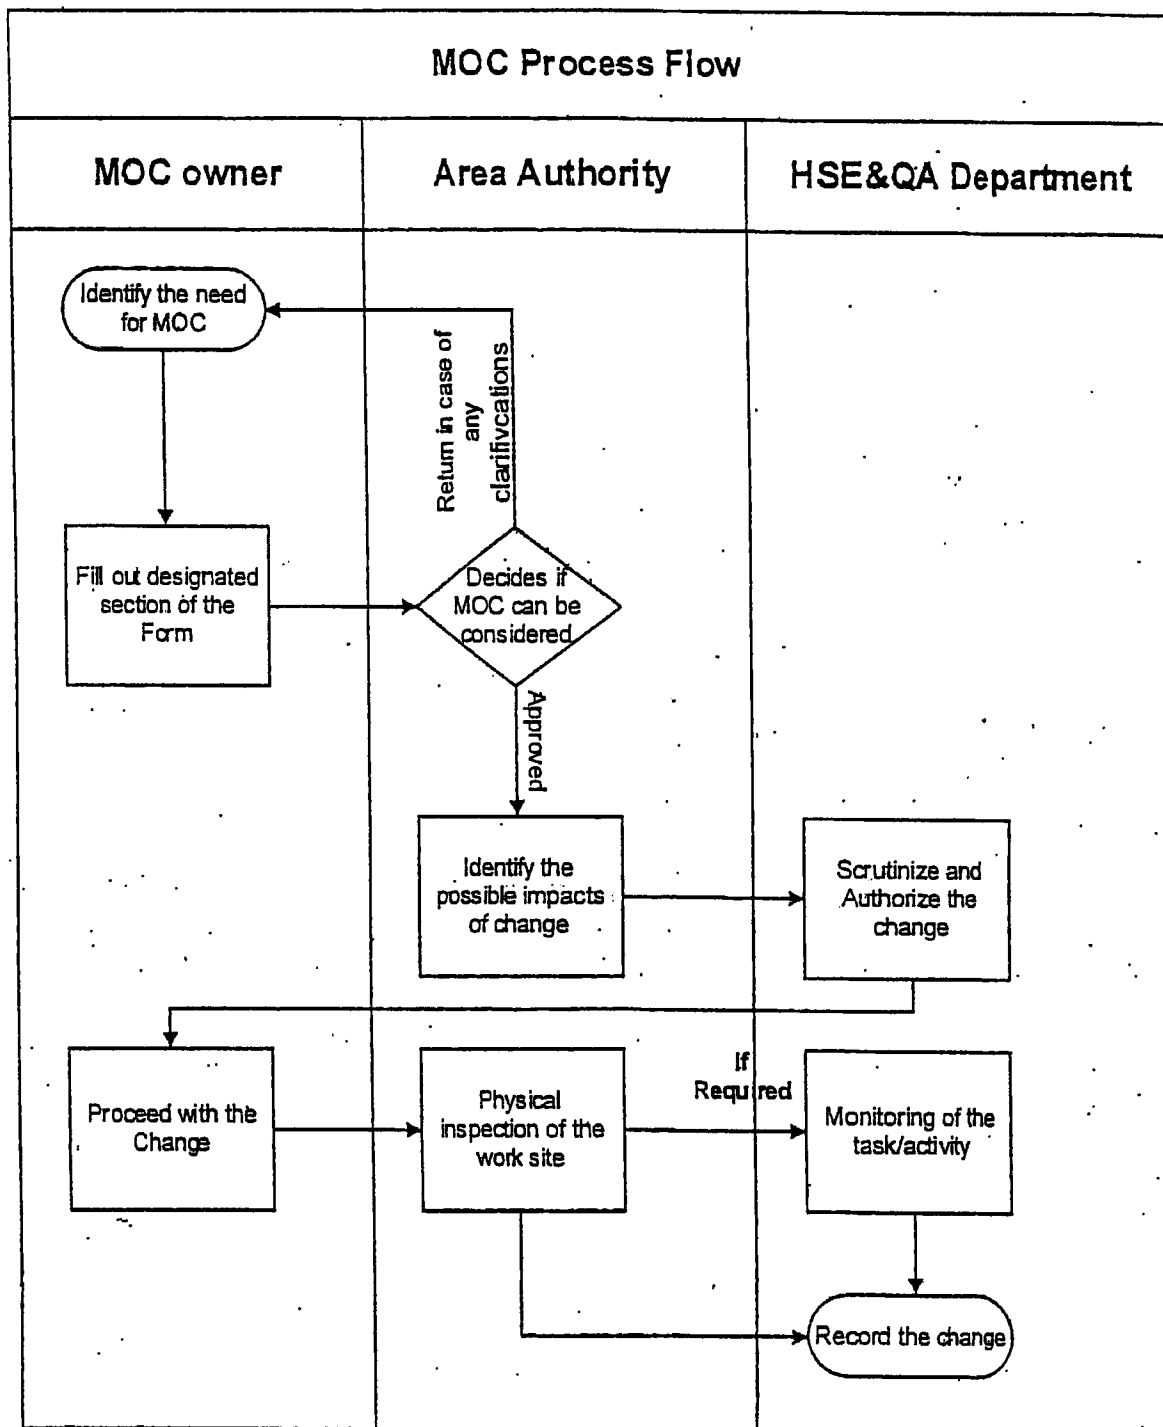 MOC Process Flow
MOC owner
Area Authority
HSE&QA Department
Identify the need
for MOC
Return in case of
any
clarifivcations
Fill out designated
section of the
Form
Decides if
MOC can be
considered
Approved
Identify the
possible impacts
of change
Scrutinize and
Authorize the
change
Proceed with the
Change
Physical
inspection of the
work site
If
Required
Monitoring of the
task/activity
Record the change